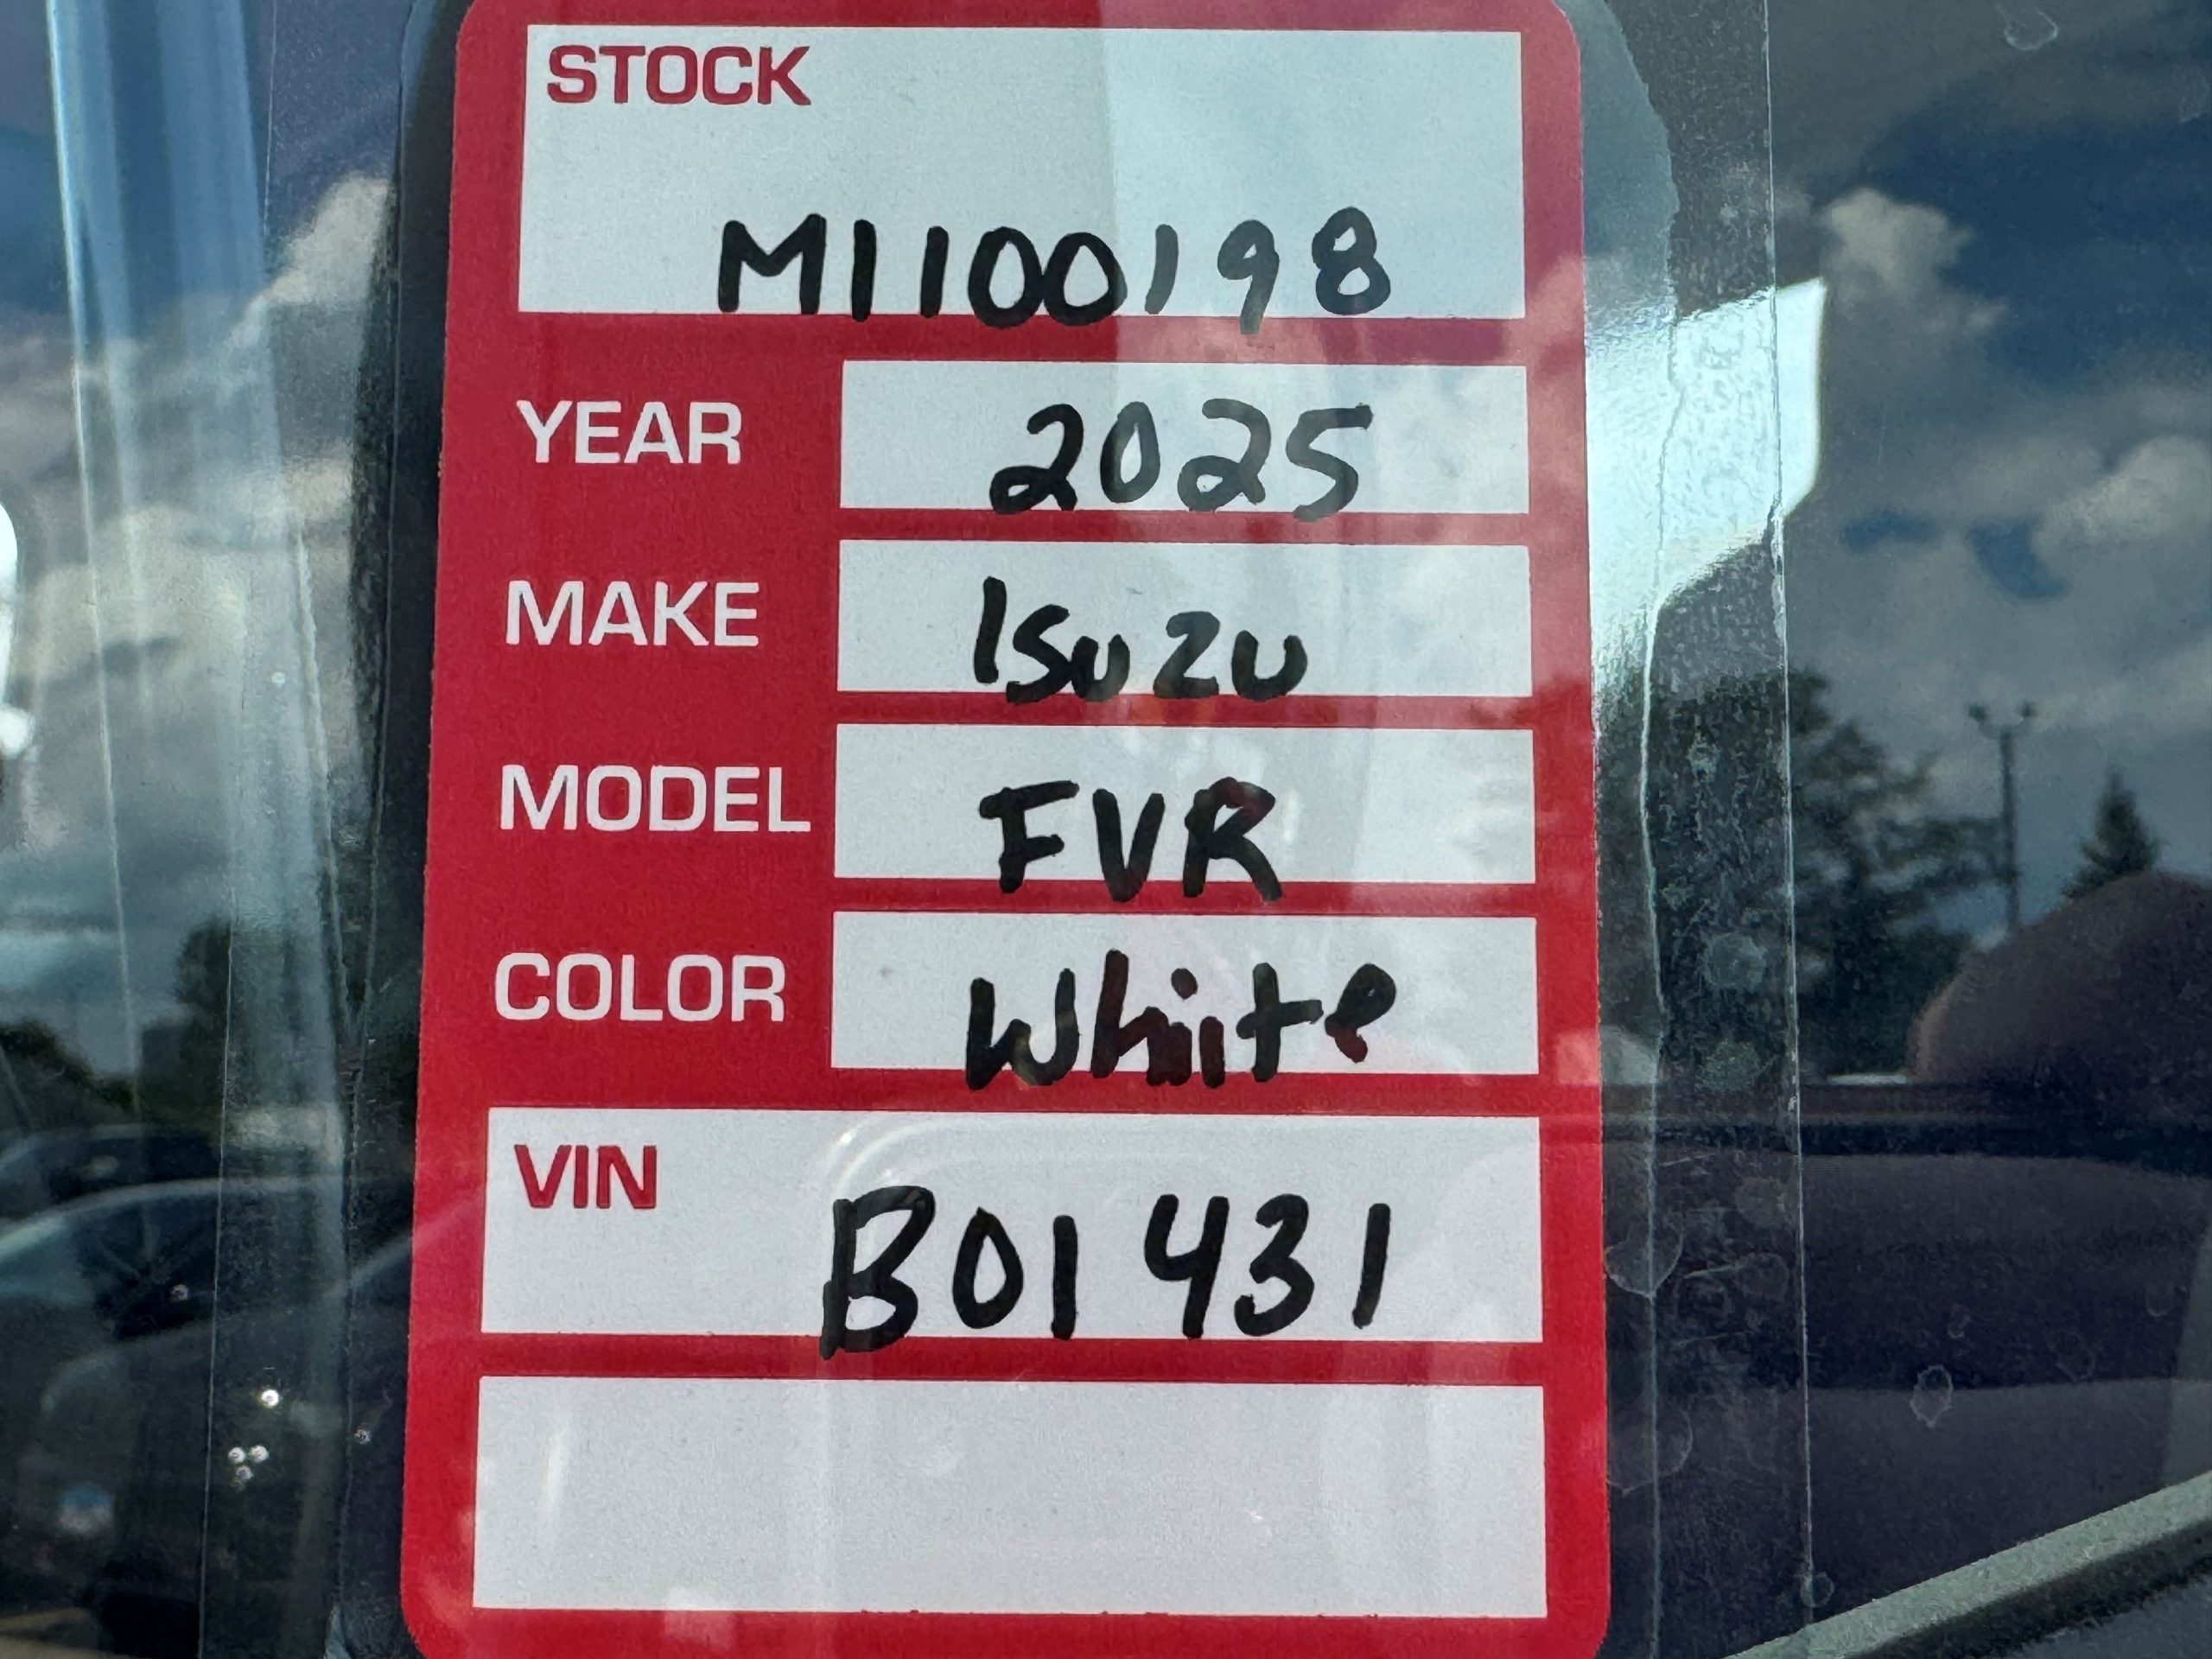 STOCK
M1100198
YEAR 2025
MAKE Isuzu
MODEL FVR
COLOR White
VIN
B01431